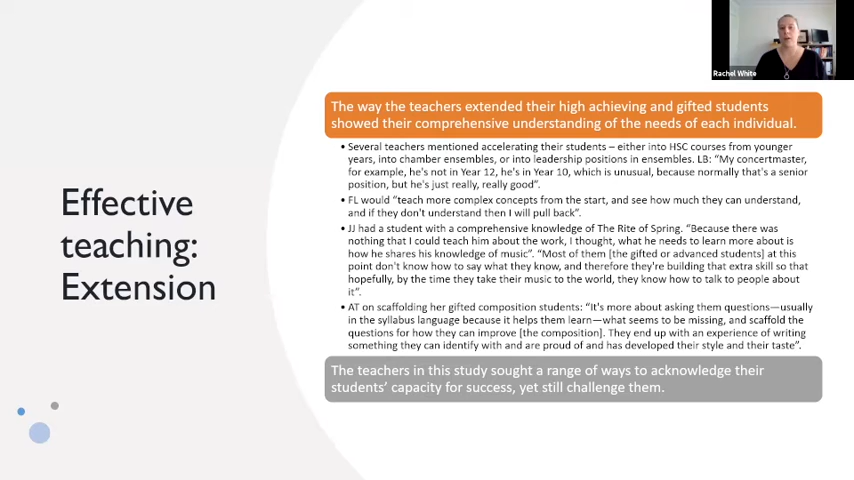 Rachel White
Effective
teaching:
Extension
The way the teachers extended their high achieving and gifted students
showed their comprehensive understanding of the needs of each individual.
• Several teachers mentioned accelerating their students – either into HSC courses from younger
years, into chamber ensembles, or into leadership positions in ensembles. LB: "My concertmaster,
for example, he's not in Year 12, he's in Year 10, which is unusual, because normally that's a senior
position, but he's just really, really good".
• FL would "teach more complex concepts from the start, and see how much they can understand,
and if they don't understand then I will pull back".
• JJ had a student with a comprehensive knowledge of The Rite of Spring. "Because there was
nothing that I could teach him about the work, I thought, what he needs to learn more about is
how he shares his knowledge of music". "Most of them [the gifted or advanced students] at this
point don't know how to say what they know, and therefore they're building that extra skill so that
hopefully, by the time they take their music to the world, they know how to talk to people about
it".
• AT on scaffolding her gifted composition students: "It's more about asking them questions—usually
in the syllabus language because it helps them learn—what seems to be missing, and scaffold the
questions for how they can improve [the composition]. They end up with an experience of writing
something they can identify with and are proud of and has developed their style and their taste".
The teachers in this study sought a range of ways to acknowledge their
students' capacity for success, yet still challenge them.